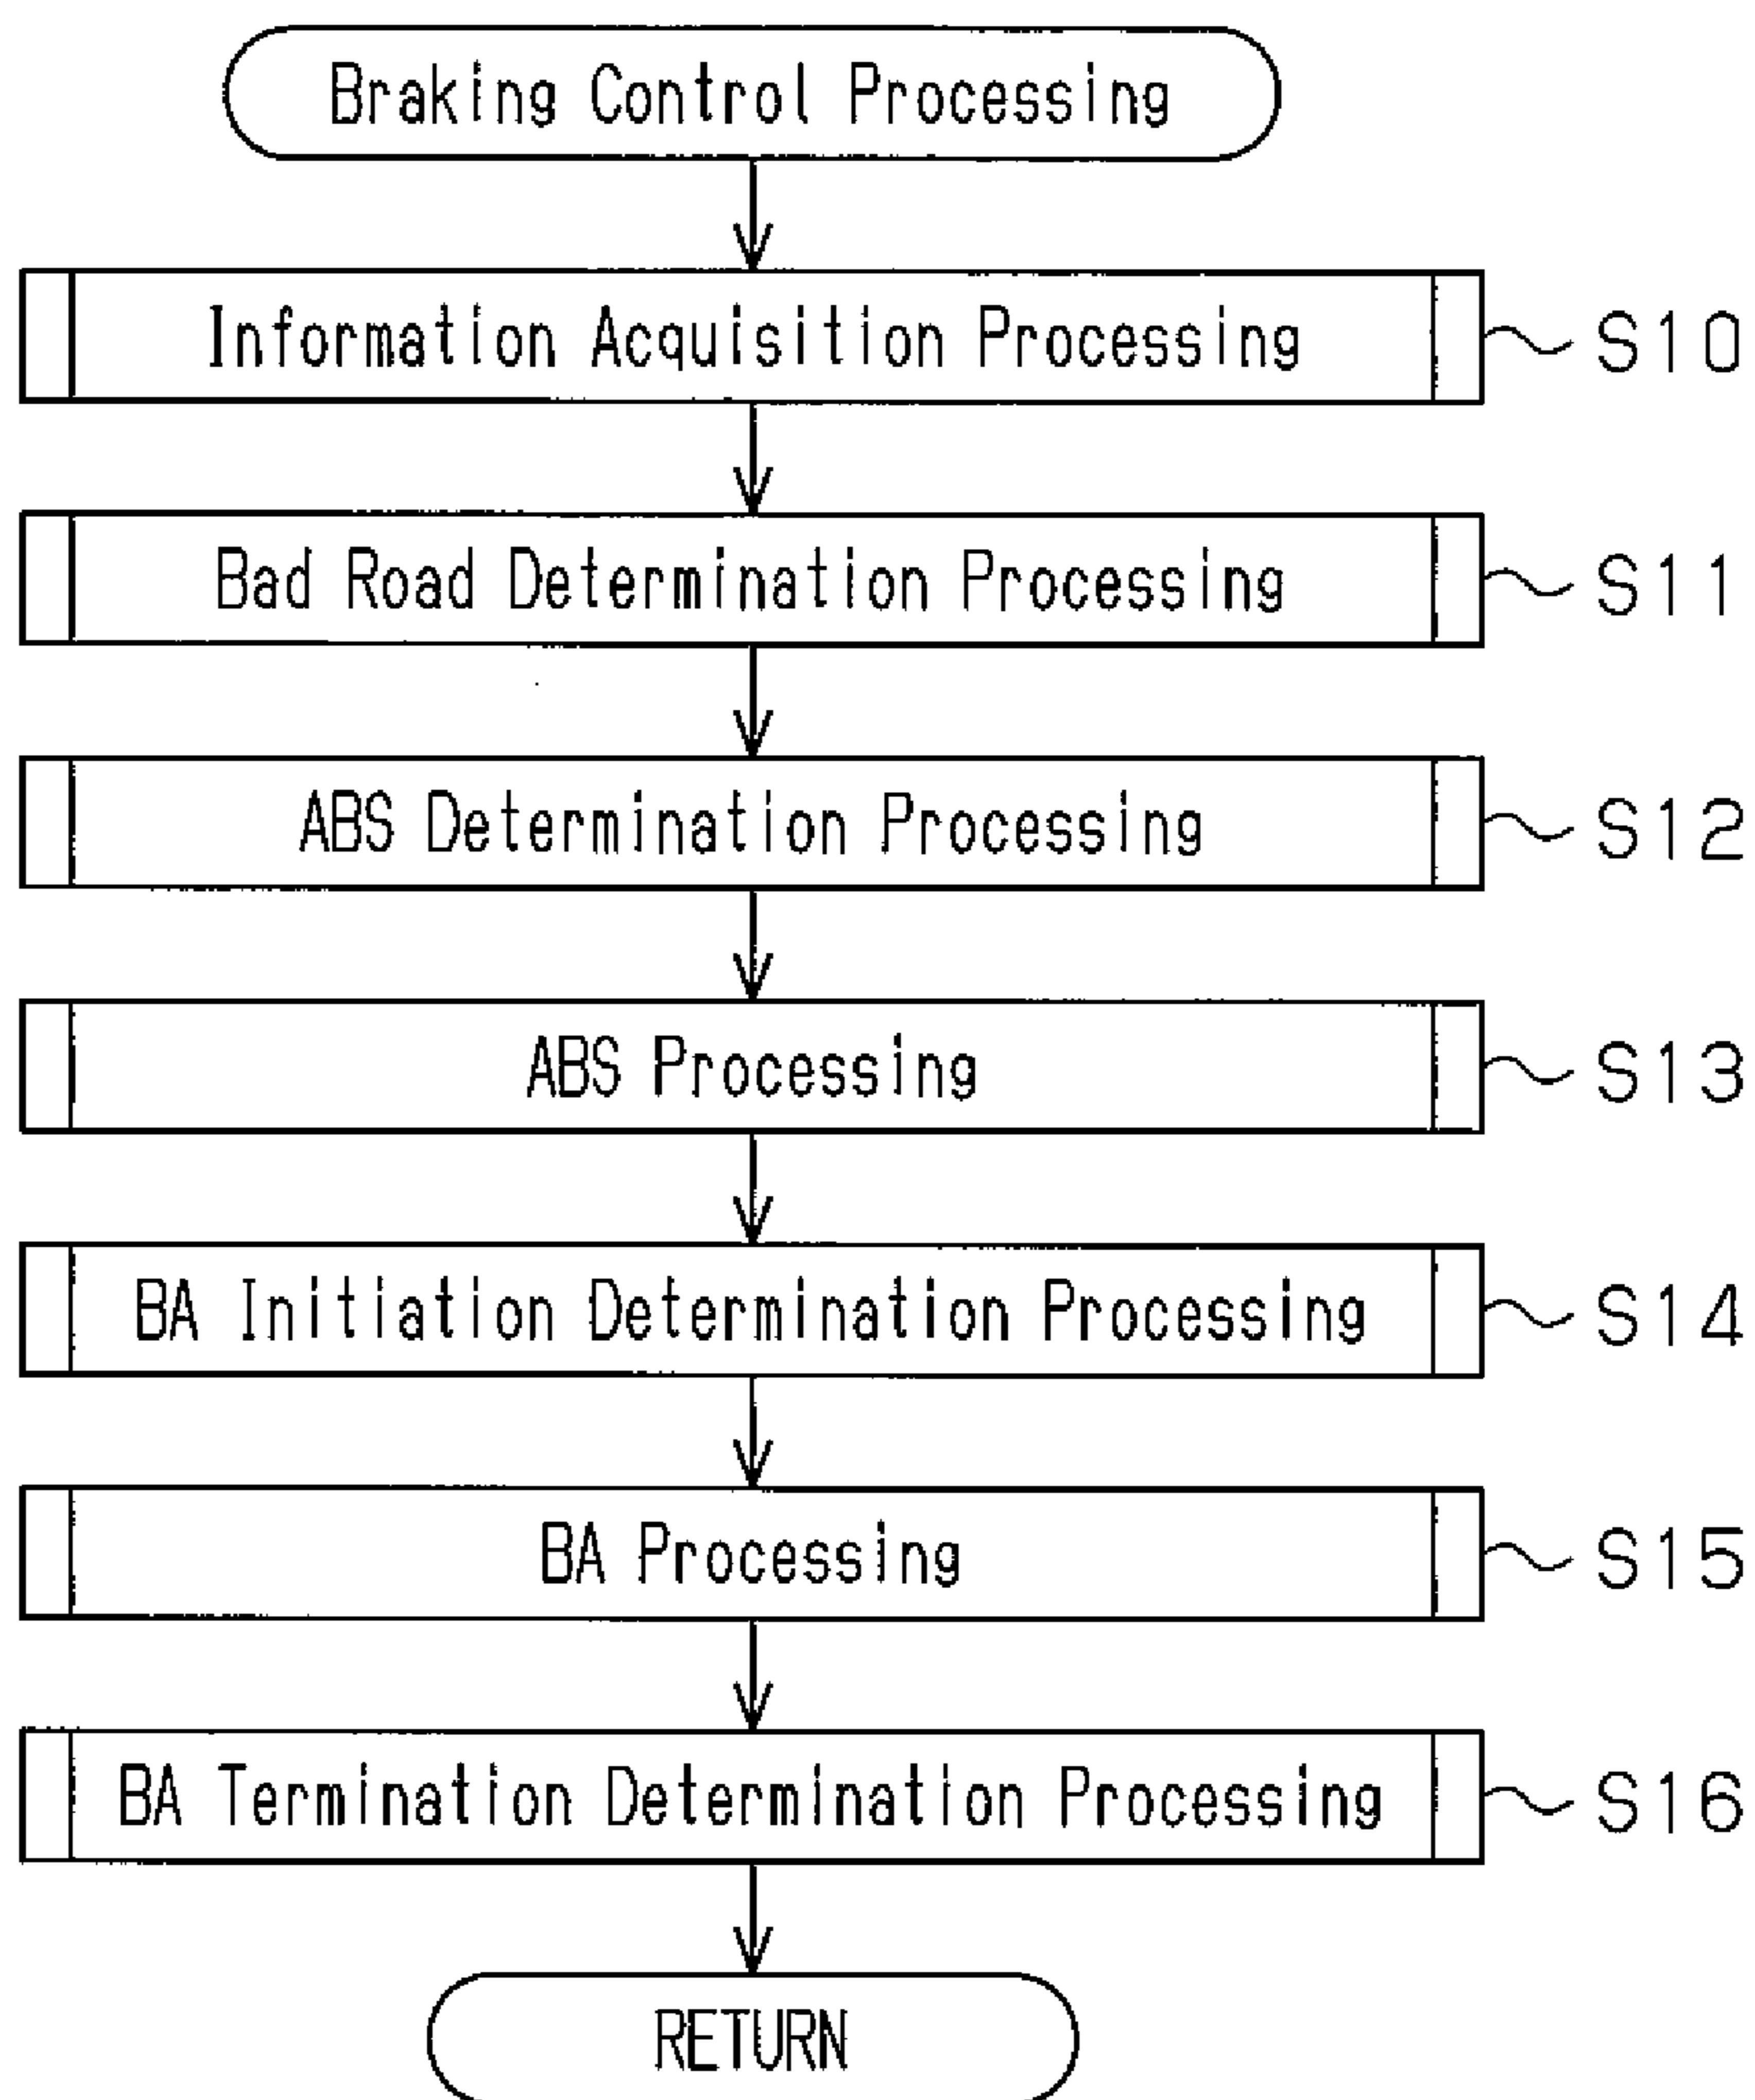 Braking Control Processing
Information Acquisition Processing S10
Bad Road Determination Processing S11
ABS Determination Processing S12
ABS Processing S13
BA Initiation Determination Processing S14
BA Processing S15
BA Termination Determination Processing S16
RETURN